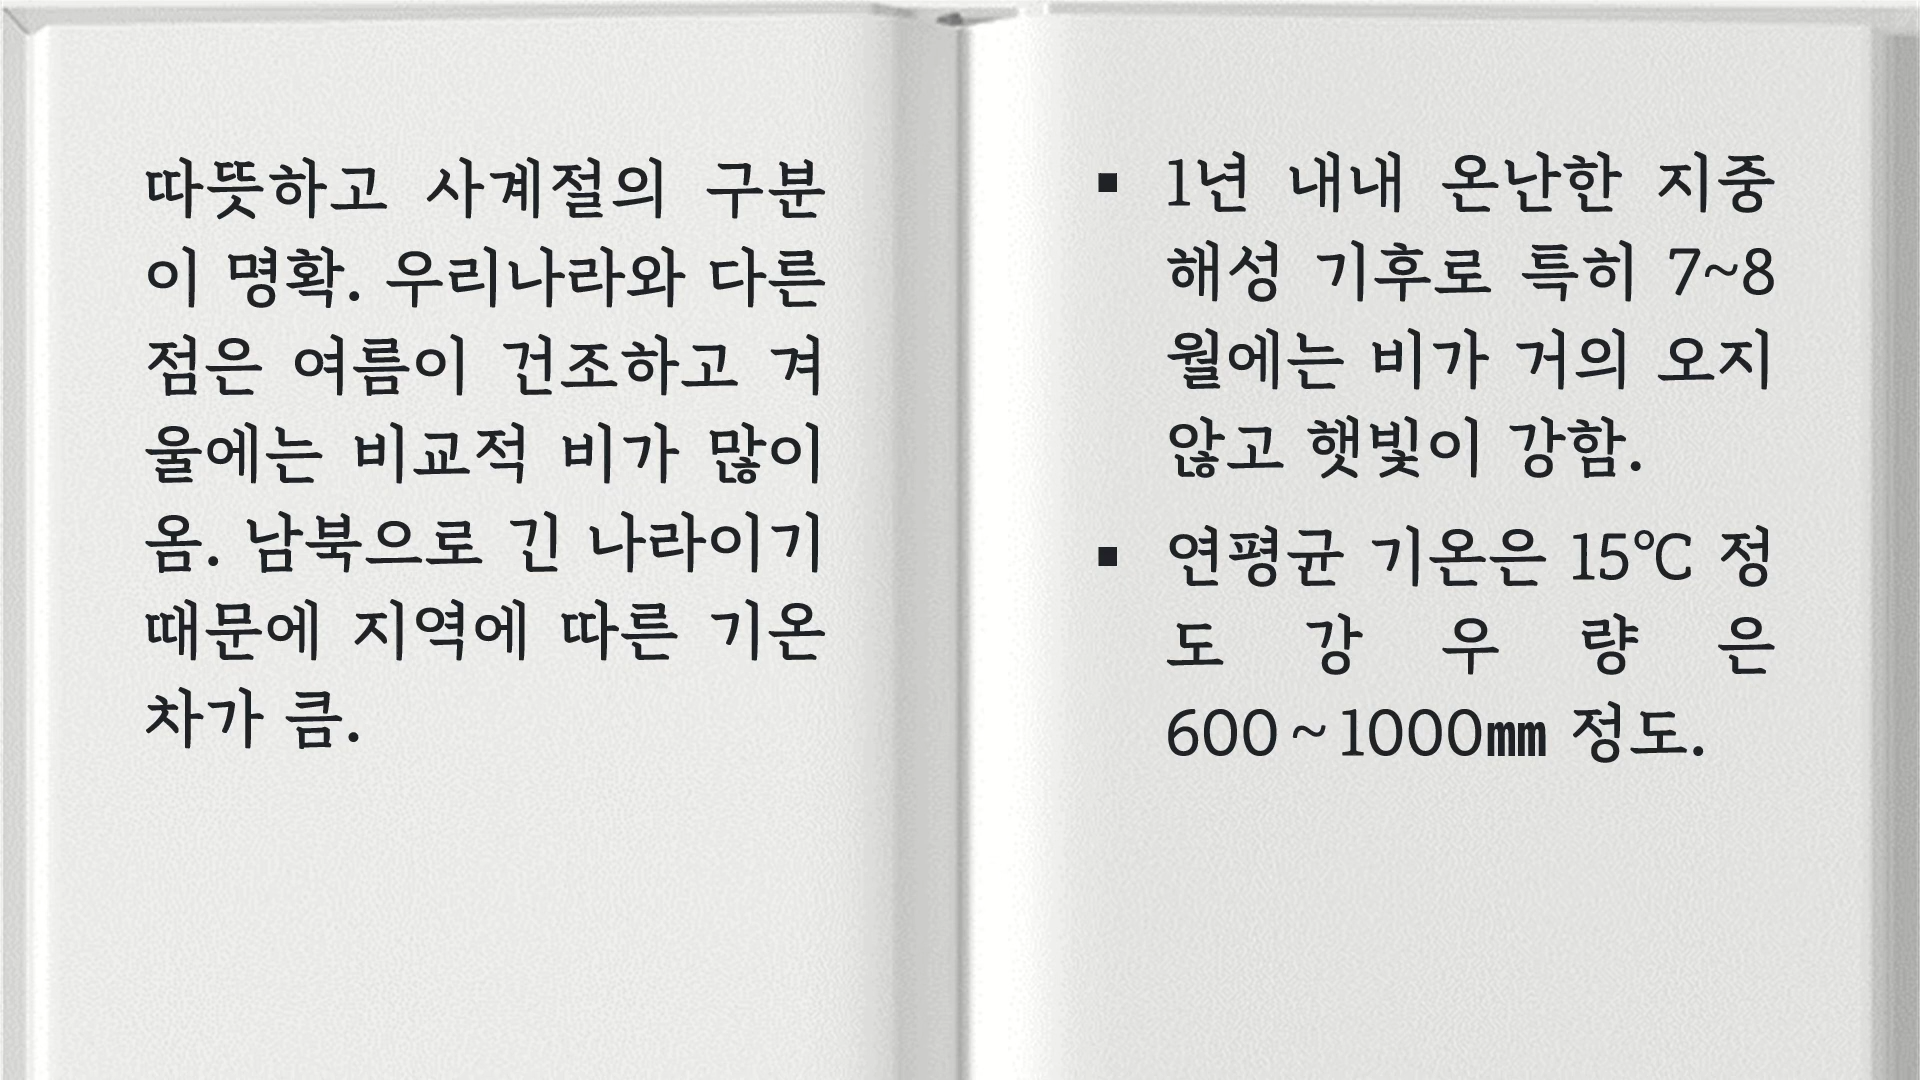 따뜻하고 사계절의 구분
이 명확. 우리나라와 다른
점은 여름이 건조하고 겨
울에는 비교적 비가 많이
옴. 남북으로 긴 나라이기
때문에 지역에 따른 기온
차가 큼.
▪ 1년 내내 온난한 지중
해성 기후로 특히 7~8
월에는 비가 거의 오지
않고 햇빛이 강함.
▪ 연평균 기온은 15℃ 정
도 강 우 량 은
600~1000㎜ 정도.